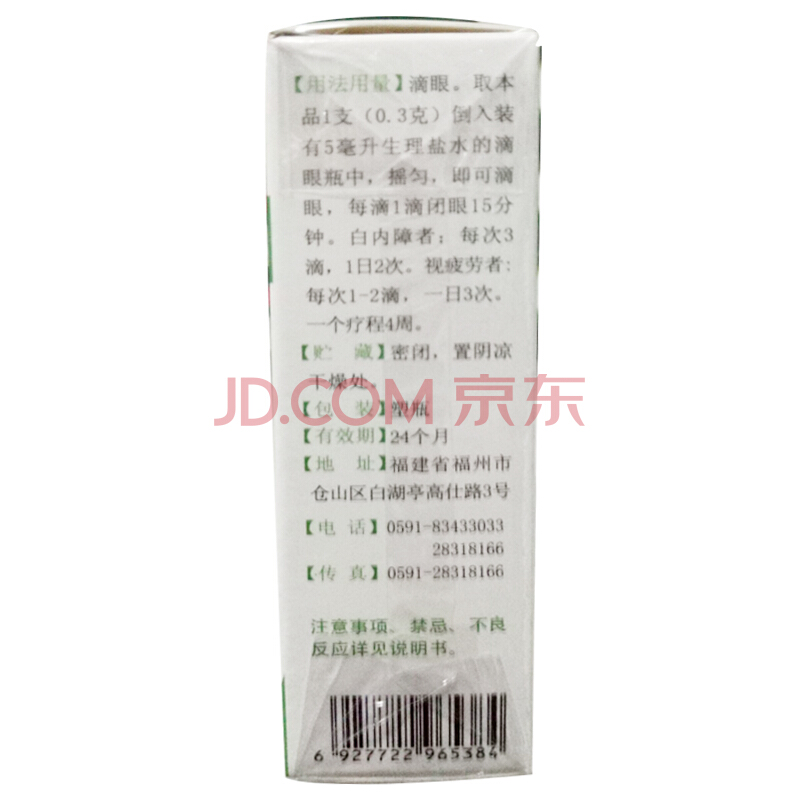 【用法用量】滴眼。取本
品1支（0.3克）倒入装
有5毫升生理盐水的滴
眼瓶中，摇匀，即可滴
眼，每滴1滴闭眼15分
钟。白内障者：每次3
滴，1日2次。视疲劳者：
每次1-2滴，一日3次。
一个疗程4周。
【贮 藏】密闭，置阴凉
干燥处。
JD.COM 京东
【包 装】塑瓶
【有效期】24个月
【地 址】福建省福州市
仓山区白湖亭高仕路3号
【电 话】0591-83433033
28318166
【传 真】0591-28318166
注意事项、禁忌、不良
反应详见说明书。
6 927722 965384